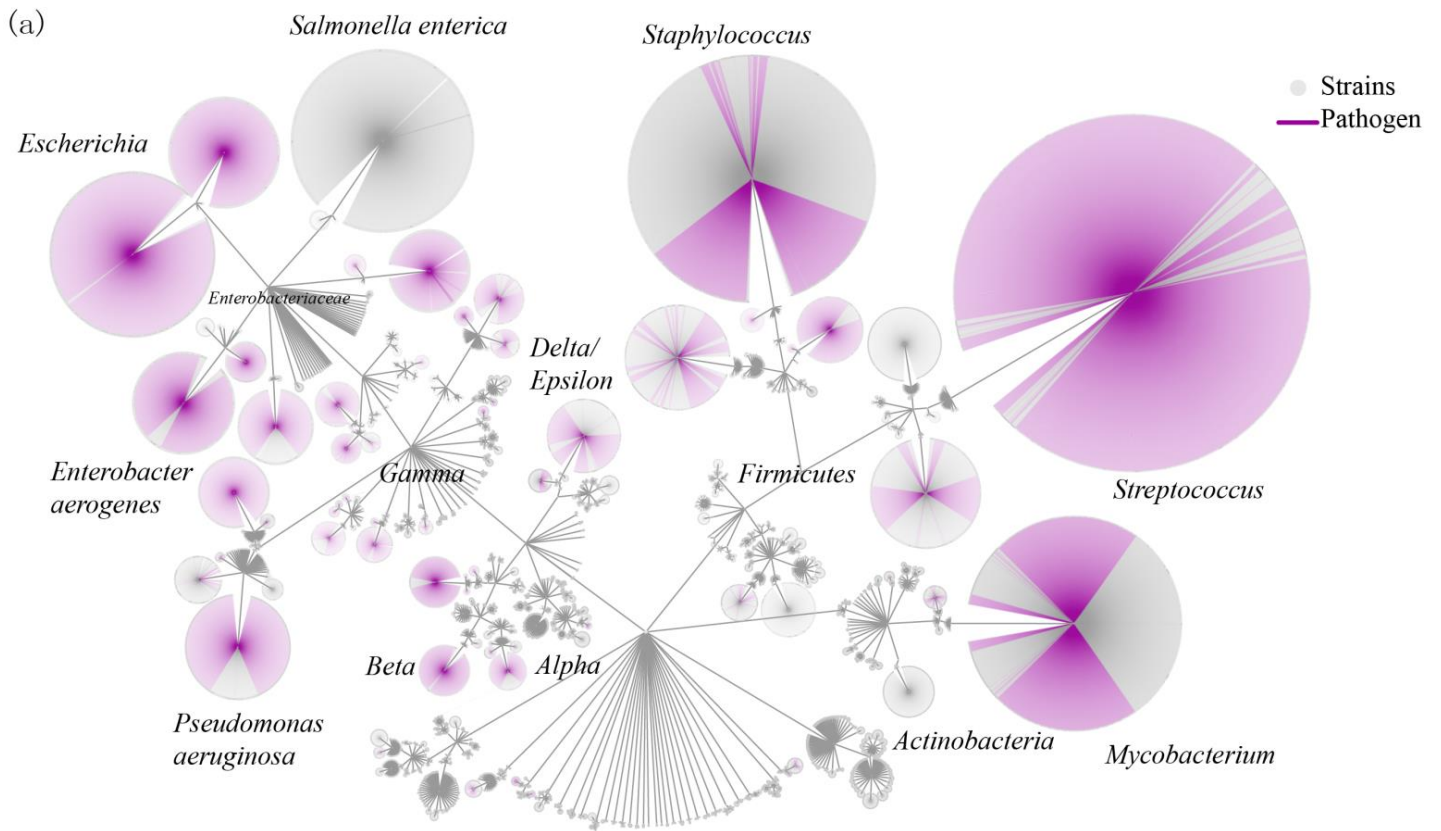 (a)
Salmonella enterica
Staphylococcus
Strains
Pathogen
Escherichia
Enterobacteriaceae
Delta/
Epsilon
Enterobacter
aerogenes
Gamma
Firmicutes
Streptococcus
Beta
Alpha
Pseudomonas
aeruginosa
Actinobacteria
Mycobacterium